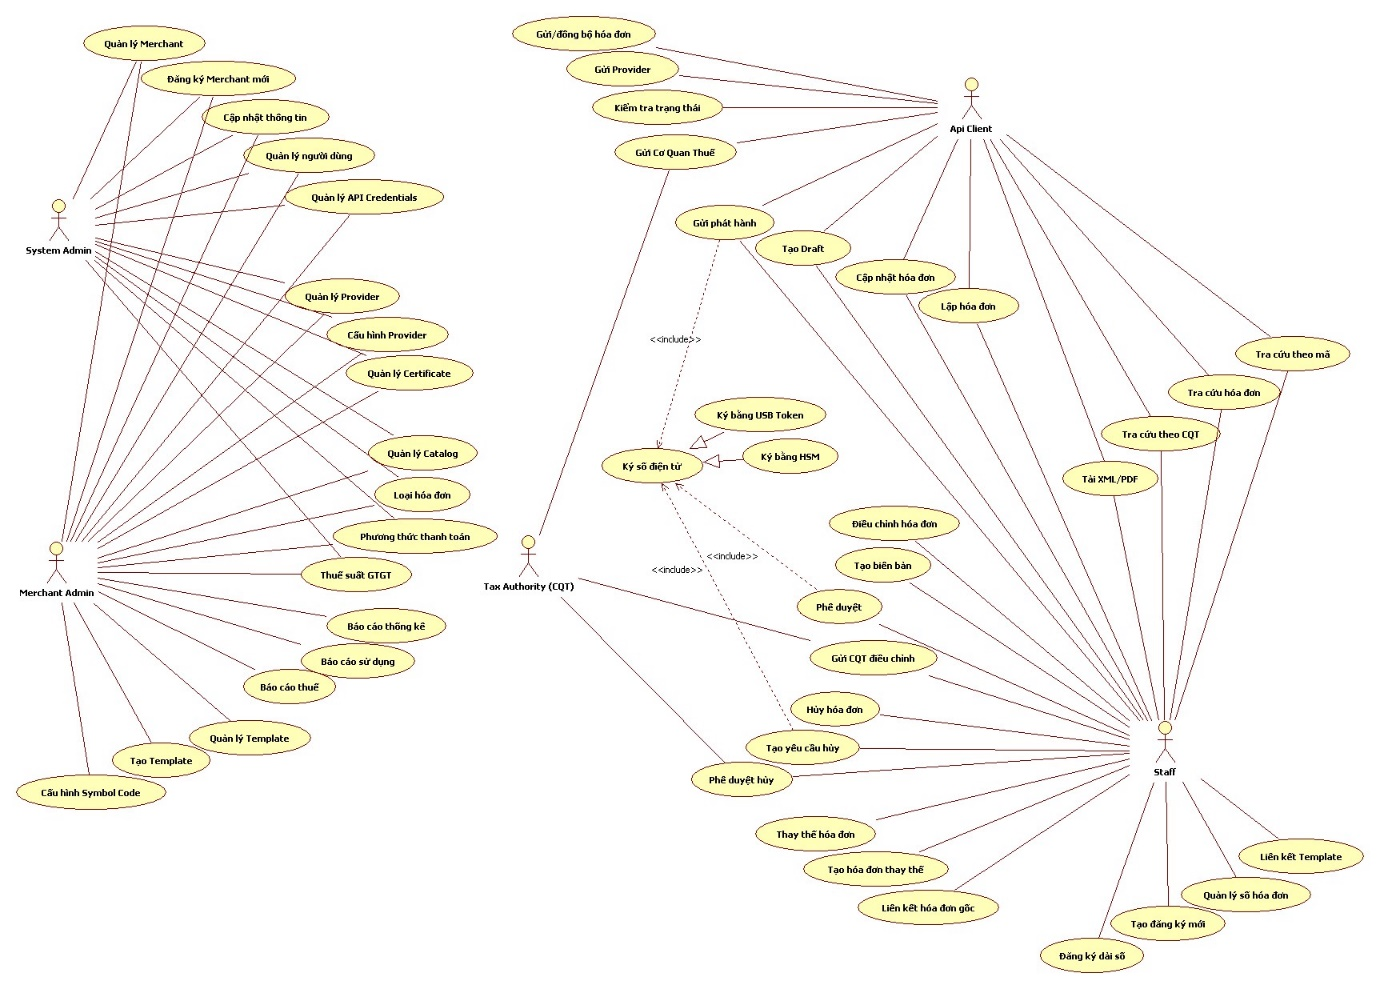 Quản lý Merchant
Đăng ký Merchant mới
Cập nhật thông tin
Quản lý người dùng
Quản lý API Credentials
System Admin
Quản lý Provider
Cấu hình Provider
Quản lý Certificate
Quản lý Catalog
Loại hóa đơn
Phương thức thanh toán
Thuế suất GTGT
Merchant Admin
Báo cáo thống kê
Báo cáo sử dụng
Báo cáo thuế
Quản lý Template
Tạo Template
Cấu hình Symbol Code
Gửi/đồng bộ hóa đơn
Gửi Provider
Kiểm tra trạng thái
Gửi Cơ Quan Thuế
Api Client
Gửi phát hành
Tạo Draft
Cập nhật hóa đơn
Lập hóa đơn
<<include>>
Tra cứu theo mã
Tra cứu hóa đơn
Tra cứu theo CQT
Tải XML/PDF
Ký bằng USB Token
Ký bằng HSM
Ký số điện tử
Điều chỉnh hóa đơn
<<include>>
Tạo biên bản
<<include>>
Tax Authority (CQT)
Phê duyệt
Gửi CQT điều chỉnh
Hủy hóa đơn
Tạo yêu cầu hủy
Phê duyệt hủy
Staff
Thay thế hóa đơn
Tạo hóa đơn thay thế
Liên kết hóa đơn gốc
Liên kết Template
Quản lý số hóa đơn
Tạo đăng ký mới
Đăng ký dải số